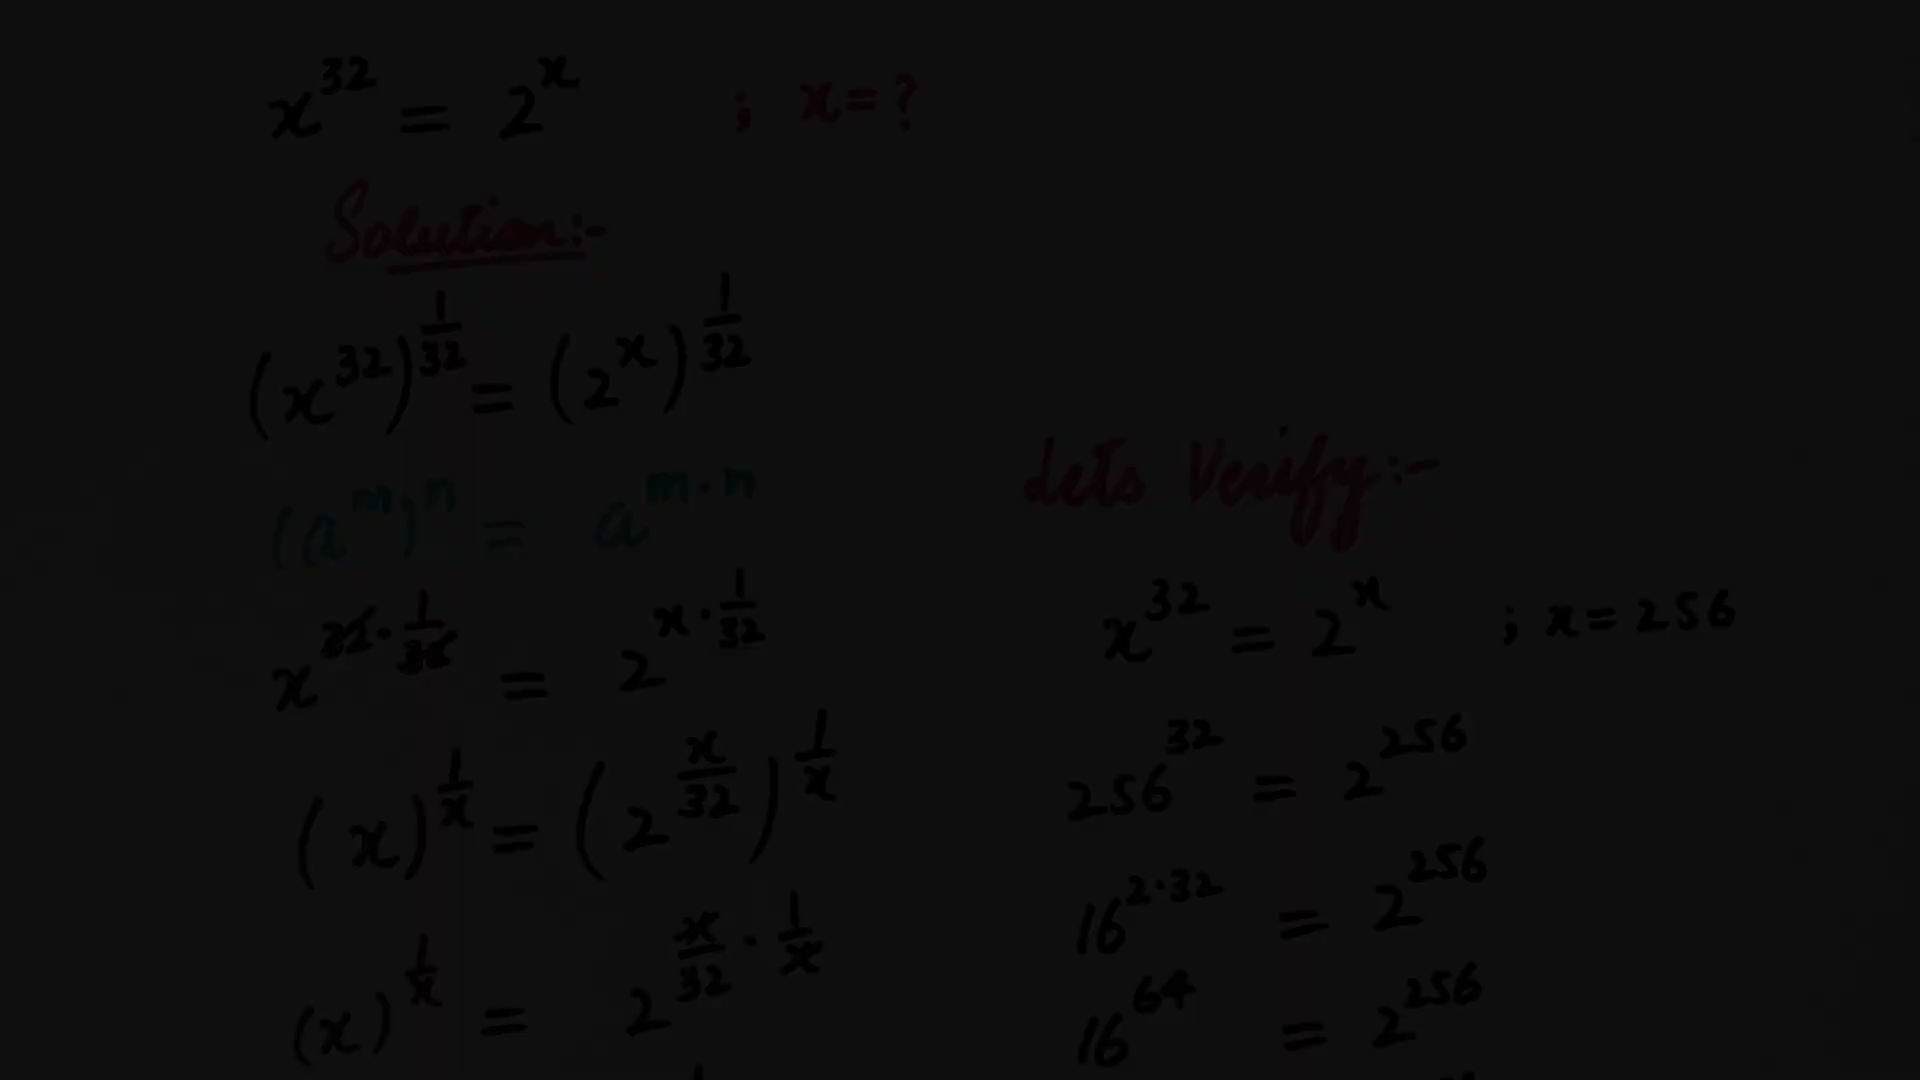 x^32 = 2^x ; x = ?
Solution:-
(x^32)^(1/32) = (2^x)^(1/32)
(a^m)^n = a^(m·n)
x^(32·1/32) = 2^(x·1/32)
(x)^(1/x) = (2^(x/32))^(1/x)
(x)^(1/x) = 2^(x/32 · 1/x)
Lets Verify:-
x^32 = 2^x ; x = 256
256^32 = 2^256
16^(2·32) = 2^256
16^64 = 2^256